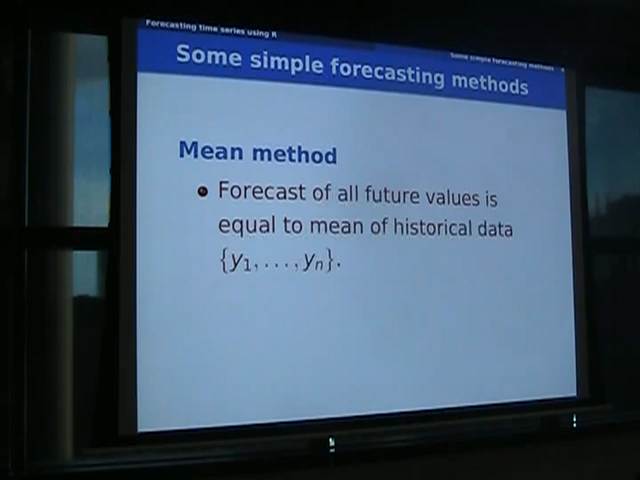 Forecasting time series using R
Some simple forecasting methods
Some simple forecasting methods
Mean method
Forecast of all future values is
equal to mean of historical data
{y₁, . . . , yₙ}.